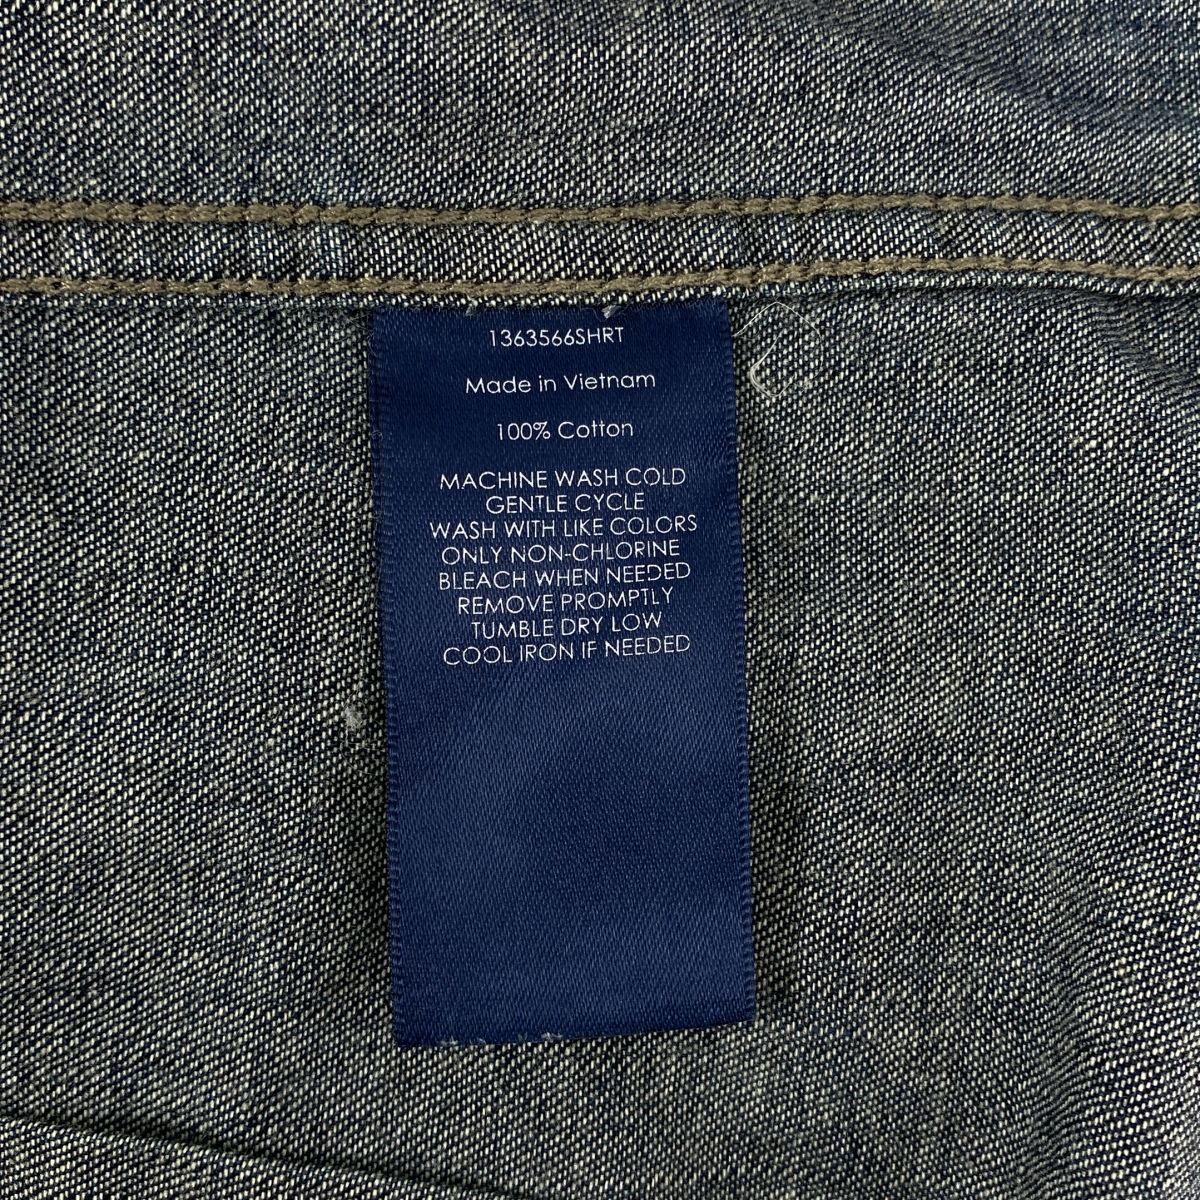 1363566SHRT
Made in Vietnam
100% Cotton
MACHINE WASH COLD
GENTLE CYCLE
WASH WITH LIKE COLORS
ONLY NON-CHLORINE
BLEACH WHEN NEEDED
REMOVE PROMPTLY
TUMBLE DRY LOW
COOL IRON IF NEEDED